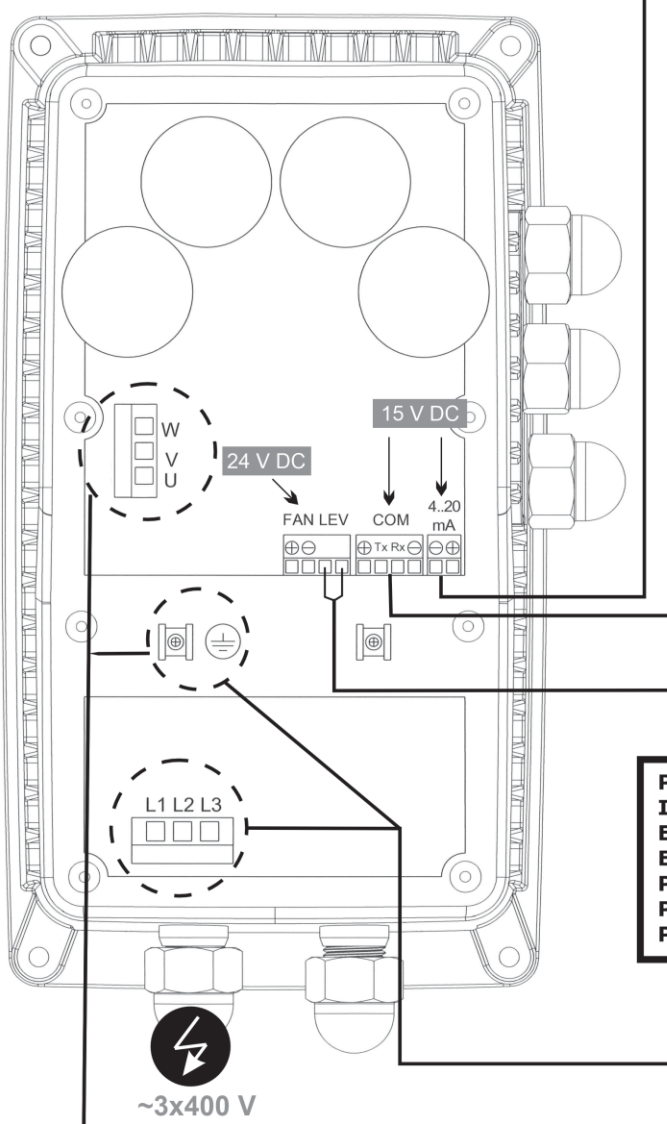 15 V DC
W
V
U
24 V DC
FAN LEV COM 4..20 mA
⊕ ⊖ ⊕ Tx Rx ⊖ ⊖ ⊕
L1 L2 L3
~3x400 V